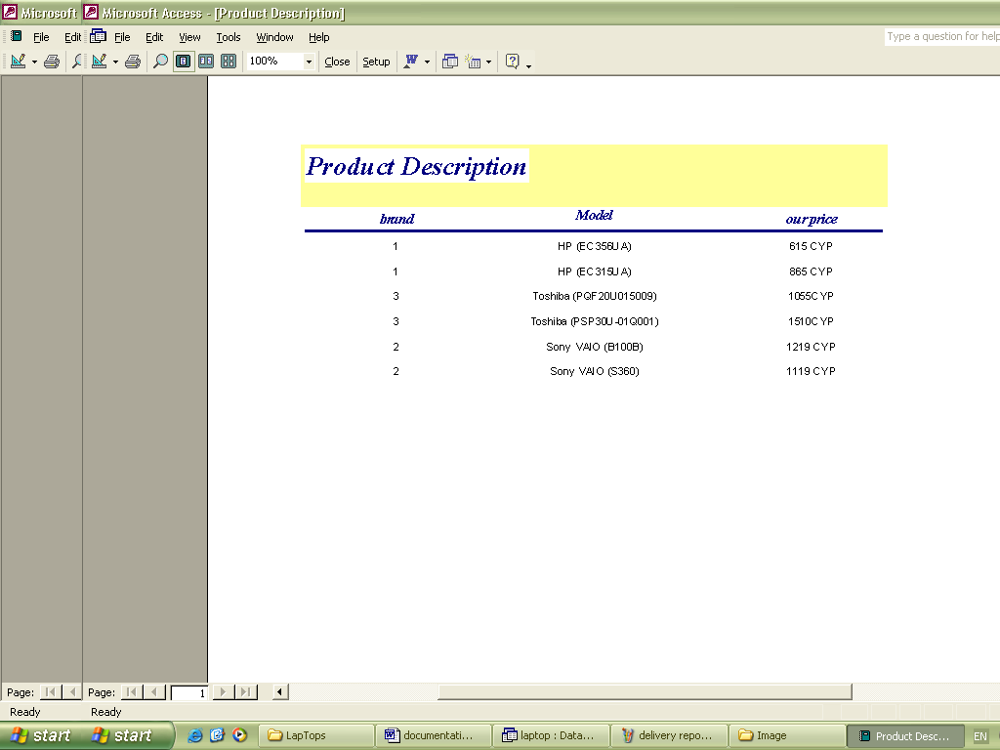 Microsoft Microsoft Access - [Product Description]
File Edit File Edit View Tools Window Help Type a question for help
100% Close Setup
Product Description
brand Model our price
1 HP (EC356UA) 615 CYP
1 HP (EC315UA) 865 CYP
3 Toshiba (PQF20U015009) 1055CYP
3 Toshiba (PSP30U-01Q001) 1510CYP
2 Sony VAIO (B100B) 1219 CYP
2 Sony VAIO (S360) 1119 CYP
Page: Page: 1
Ready Ready
start start LapTops documentati... laptop : Data... delivery repo... Image Product Desc... EN